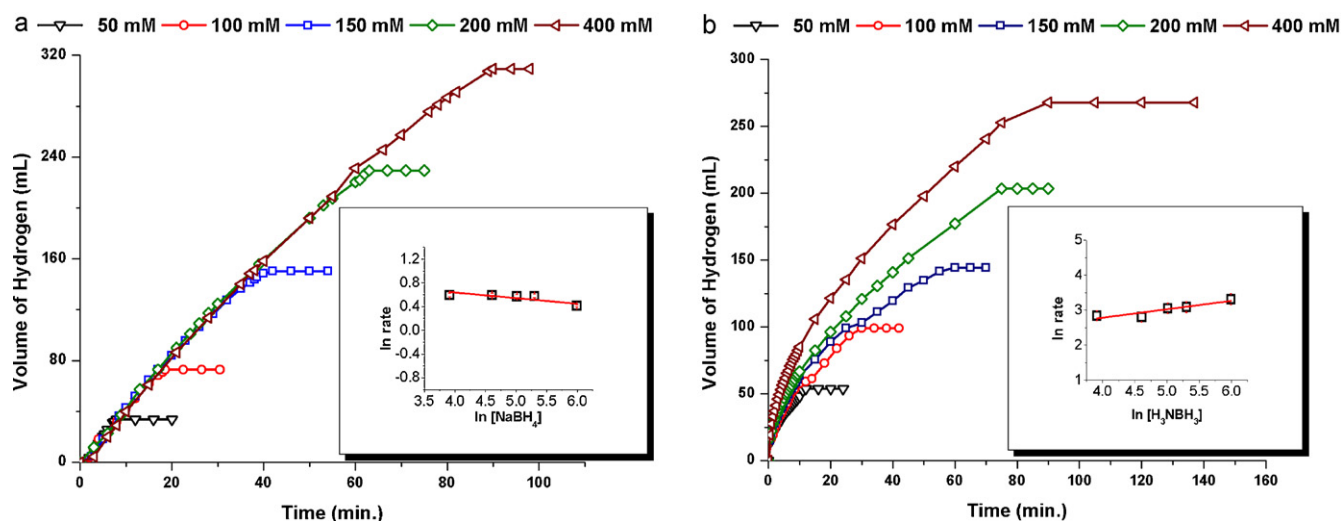 a 50 mM 100 mM 150 mM 200 mM 400 mM
320
240
160
80
0
Volume of Hydrogen (mL)
0 20 40 60 80 100
Time (min.)
1.2
0.6
0.0
-0.8
ln rate
3.5 4.0 4.5 5.0 5.5 6.0
ln [NaBH₄]
b 50 mM 100 mM 150 mM 200 mM 400 mM
300
250
200
150
100
50
0
Volume of Hydrogen (mL)
0 20 40 60 80 100 120 140 160
Time (min.)
5
4
3
2
1
ln rate
4.0 4.5 5.0 5.5 6.0
ln [H₃NBH₃]